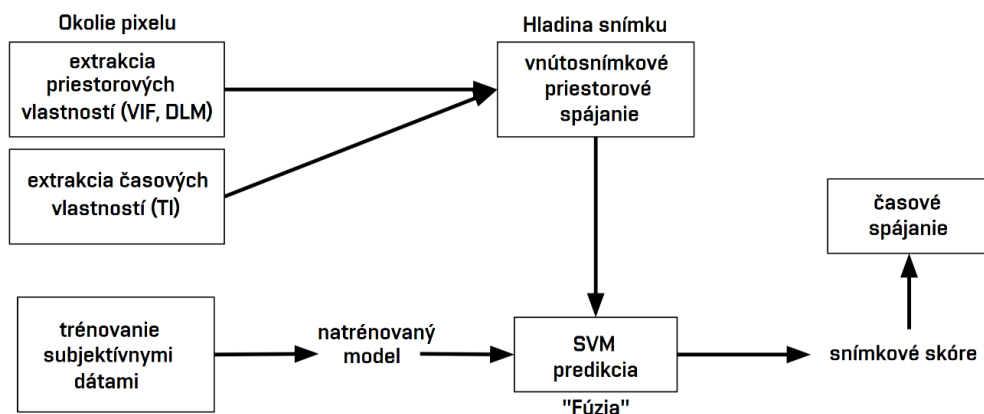 Okolie pixelu
extrakcia
priestorových
vlastností (VIF, DLM)
extrakcia časových
vlastností (TI)
Hladina snímku
vnútosnímkové
priestorové
spájanie
časové
spájanie
trénovanie
subjektívnymi
dátami
natrénovaný
model
SVM
predikcia
"Fúzia"
snímkové skóre